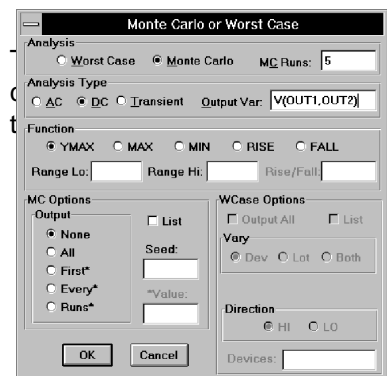 Monte Carlo or Worst Case
Analysis
Worst Case Monte Carlo MC Runs: 5
Analysis Type
AC DC Transient Output Var: V(OUT1,OUT2)
Function
YMAX MAX MIN RISE FALL
Range Lo: Range Hi: Rise/Fall:
MC Options
Output
None
All
First*
Every*
Runs*
List
Seed:
*Value:
OK Cancel
WCase Options
Output All List
Vary
Dev Lot Both
Direction
HI LO
Devices: